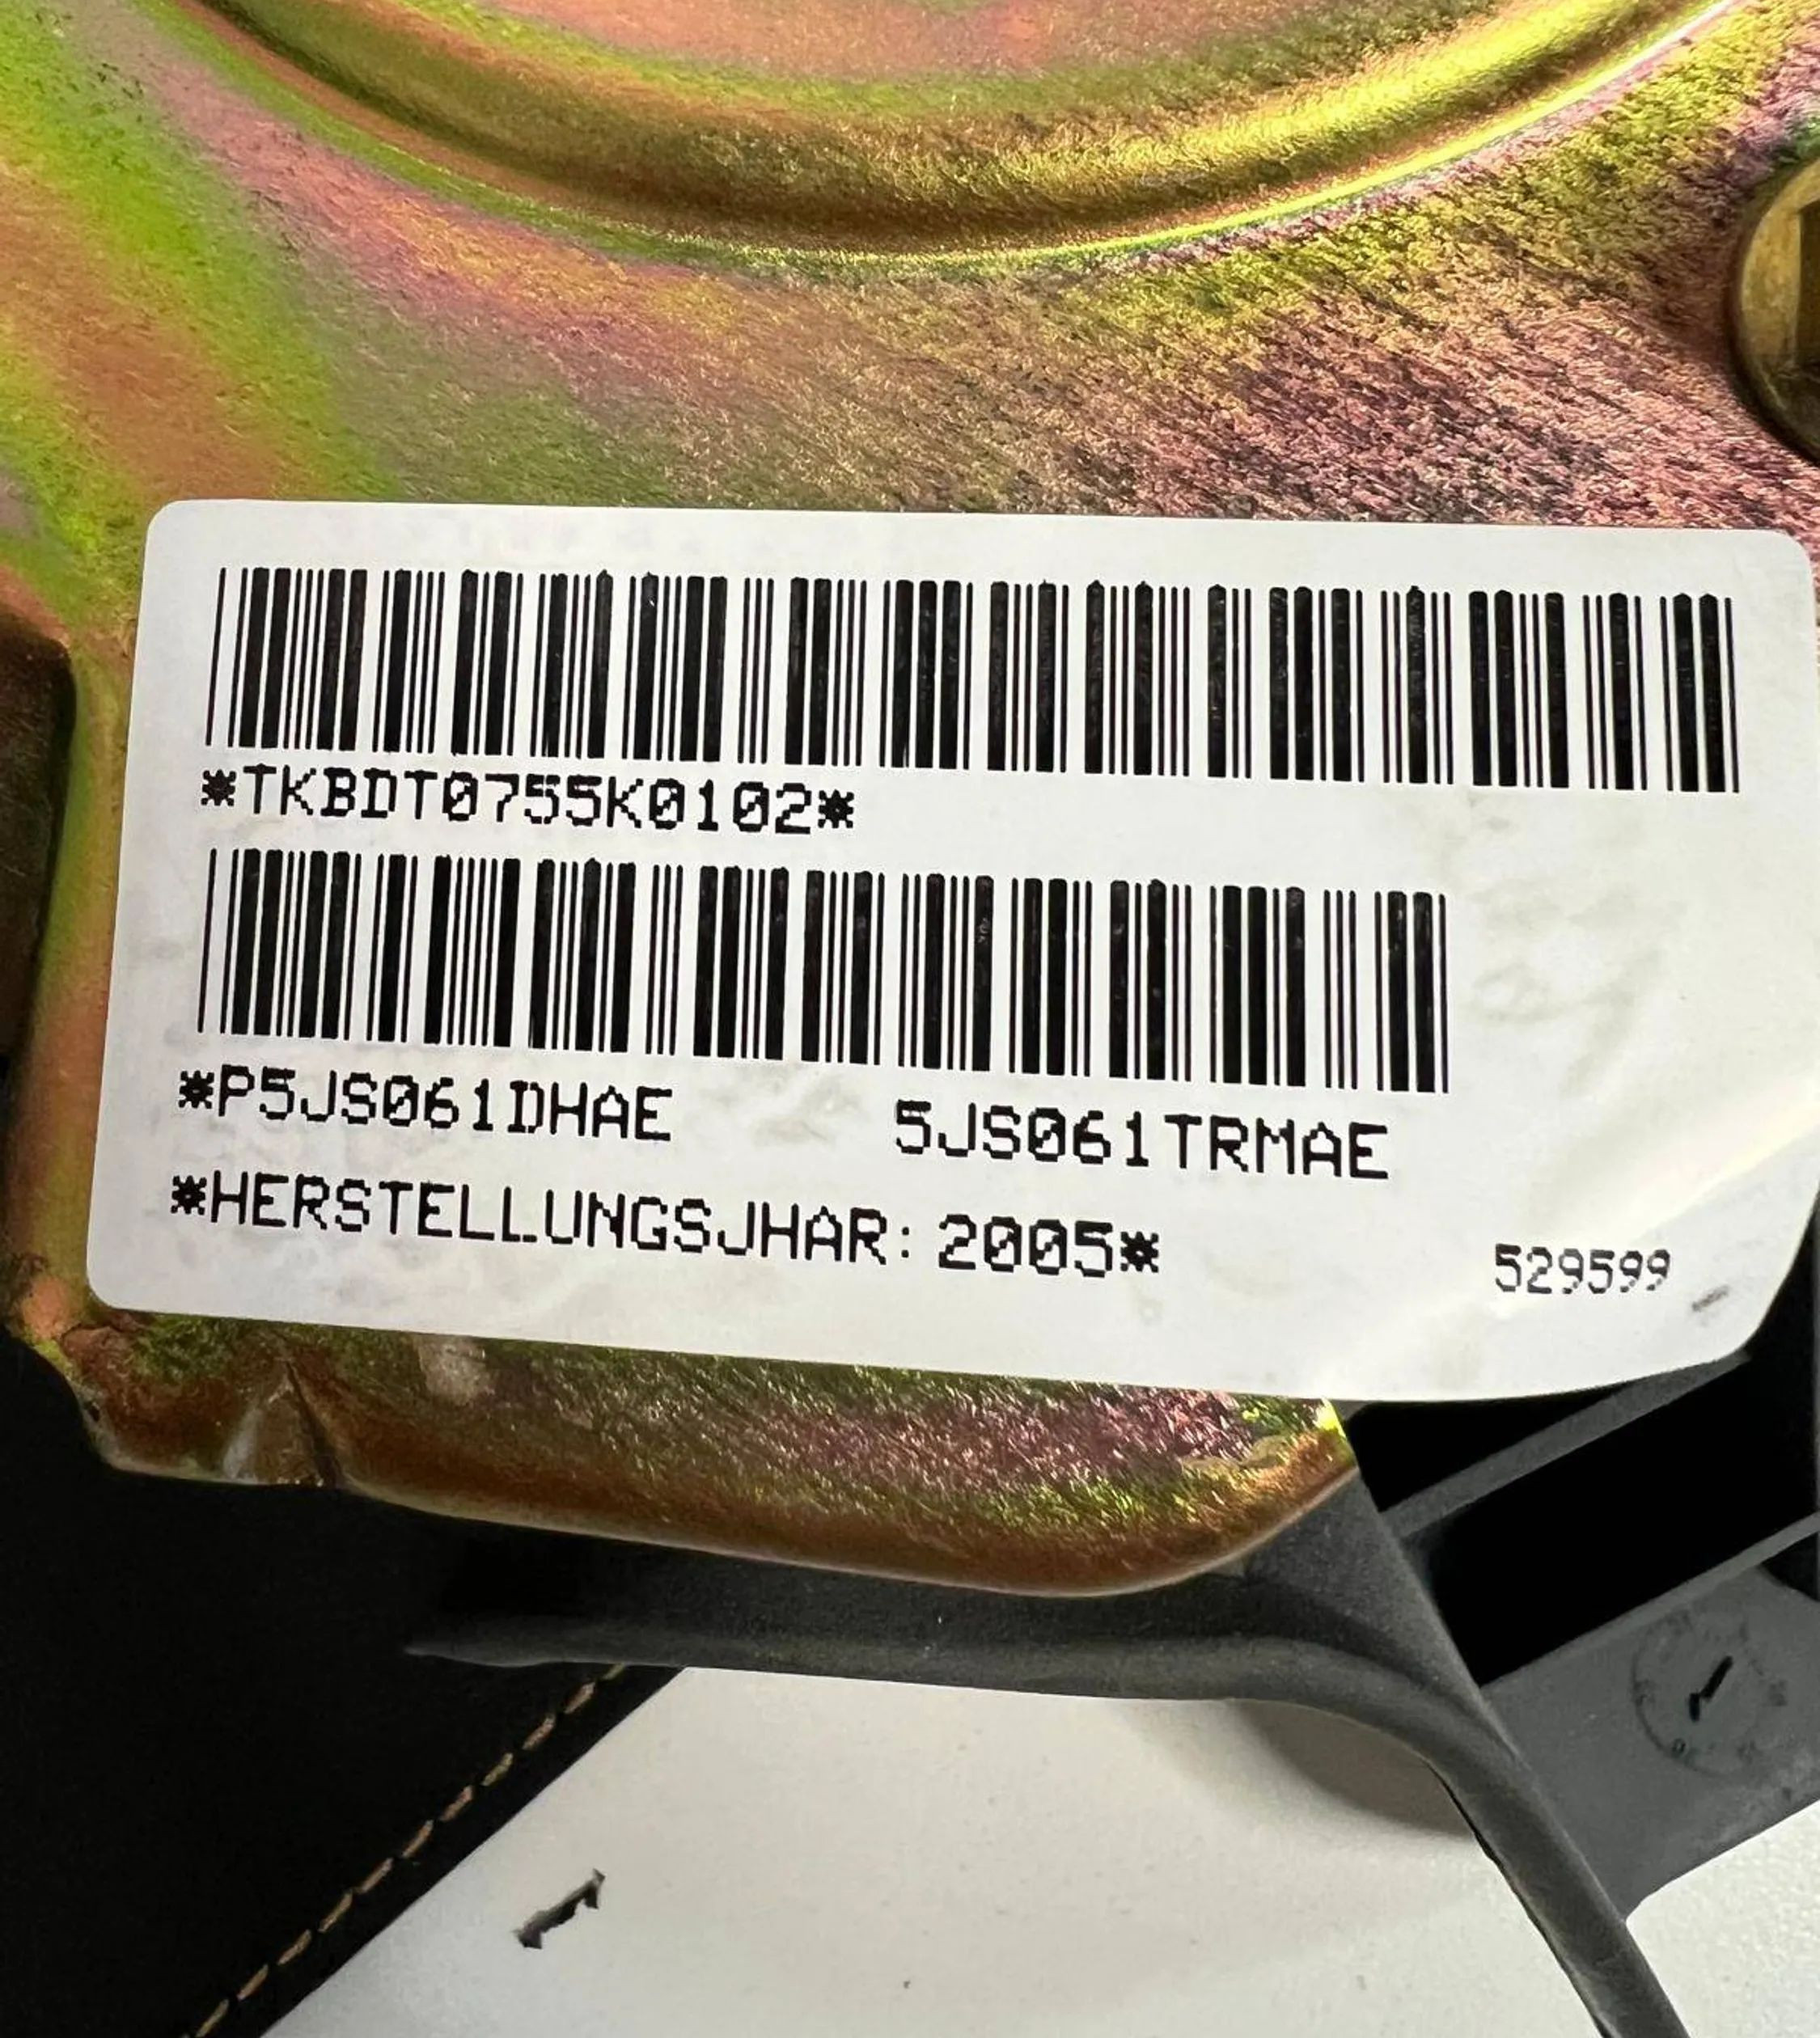 *TKBDT0755K0102*
*P5JS061DHAE 5JS061TRMAE
*HERSTELLUNGSJHAR: 2005*
529599